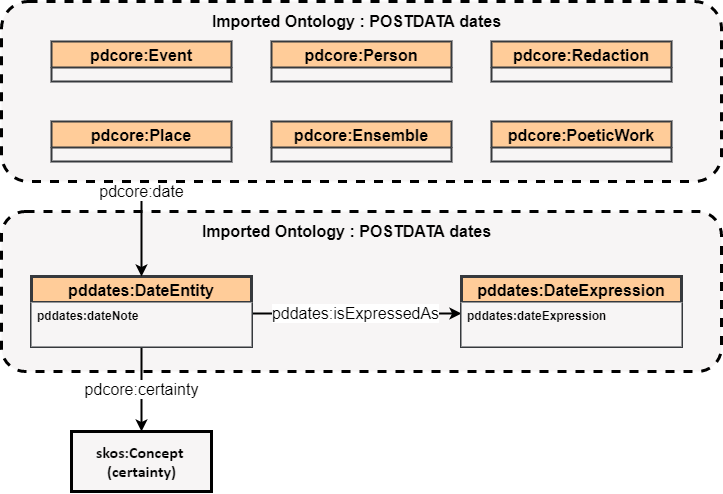 Imported Ontology : POSTDATA dates
pdcore:Event
pdcore:Person
pdcore:Redaction
pdcore:Place
pdcore:Ensemble
pdcore:PoeticWork
pdcore:date
Imported Ontology : POSTDATA dates
pddates:DateEntity
pddates:dateNote
pddates:isExpressedAs
pddates:DateExpression
pddates:dateExpression
pdcore:certainty
skos:Concept
(certainty)